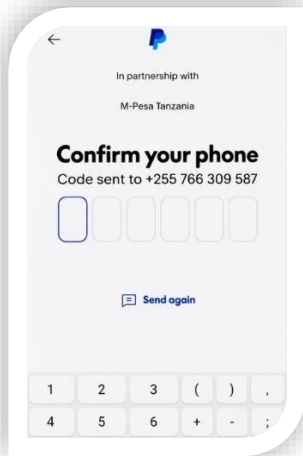 In partnership with
M-Pesa Tanzania
Confirm your phone
Code sent to +255 766 309 587
Send again
1 2 3 ( ) ,
4 5 6 + - ;